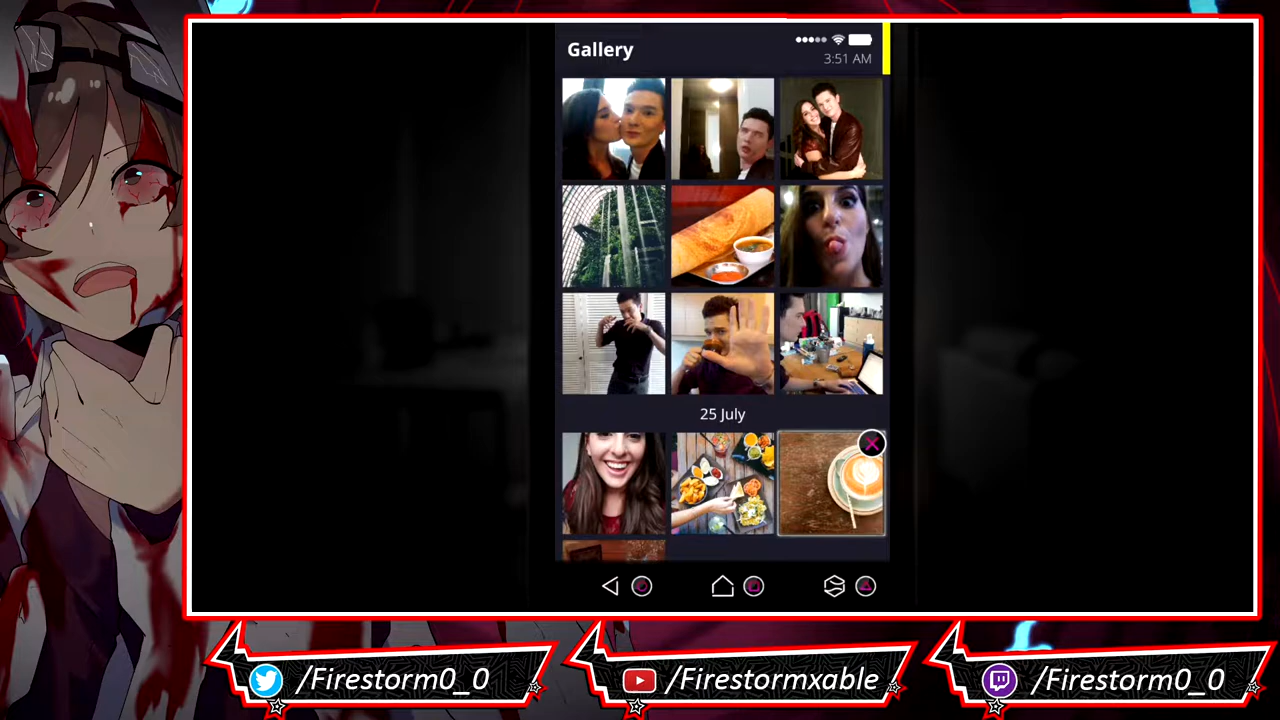 Gallery
3:51 AM
25 July
/Firestorm0_0
/Firestormxable
/Firestorm0_0